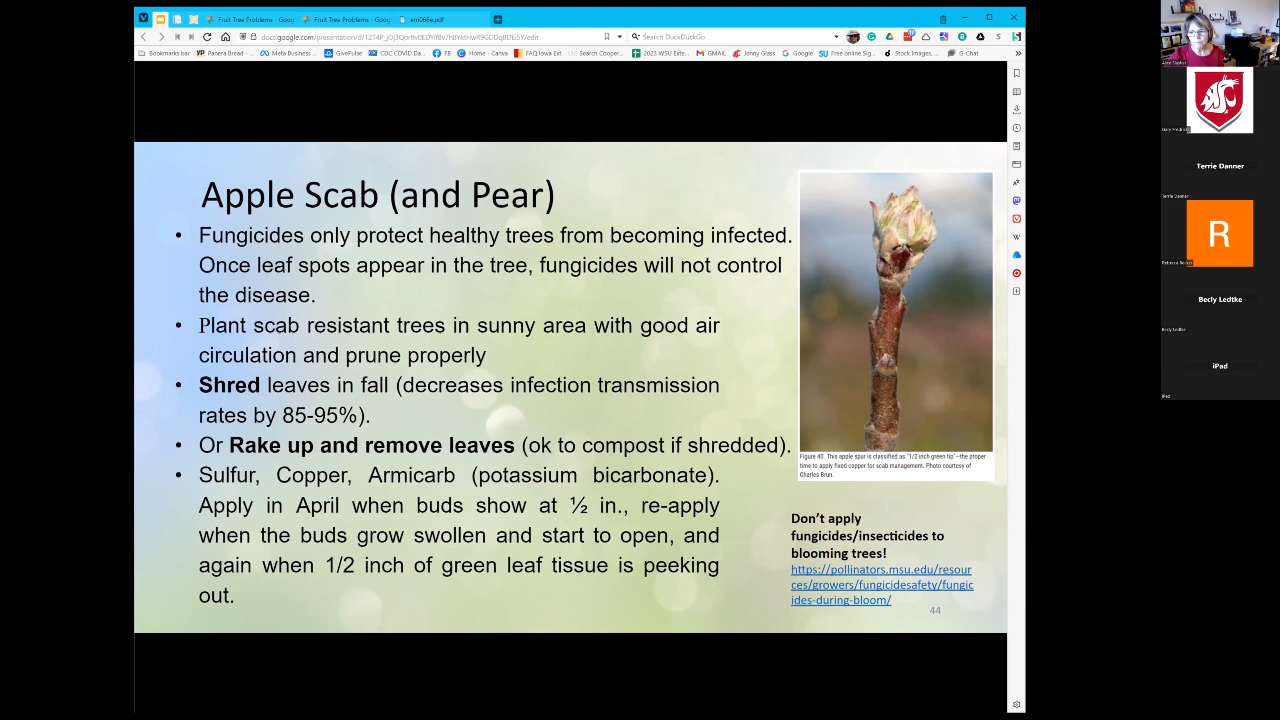 Fruit Tree Problems - Goog
Fruit Tree Problems - Goog
em066e.pdf
Search DuckDuckGo
Bookmarks bar
Panera Bread -
Meta Business ...
GivePulse
CDC COVID Da...
FB
Home - Canva
FAQ Iowa Ext
Search Cooper...
2023 WSU Exte...
GMAIL
Jenny Glass
Google
Free online Sig...
Stock Images, ...
G-Chat
Apple Scab (and Pear)
• Fungicides only protect healthy trees from becoming infected.
Once leaf spots appear in the tree, fungicides will not control
the disease.
• Plant scab resistant trees in sunny area with good air
circulation and prune properly
• Shred leaves in fall (decreases infection transmission
rates by 85-95%).
• Or Rake up and remove leaves (ok to compost if shredded).
• Sulfur, Copper, Armicarb (potassium bicarbonate).
Apply in April when buds show at ½ in., re-apply
when the buds grow swollen and start to open, and
again when 1/2 inch of green leaf tissue is peeking
out.
Figure 40. This apple spur is classified as "1/2 inch green tip"—the proper
time to apply fixed copper for scab management. Photo courtesy of
Charles Brun.
Don't apply
fungicides/insecticides to
blooming trees!
https://pollinators.msu.edu/resour
ces/growers/fungicidesafety/fungic
ides-during-bloom/
44
Terrie Danner
Terrie Danner
R
Becly Ledtke
Becly Ledtke
iPad
iPad